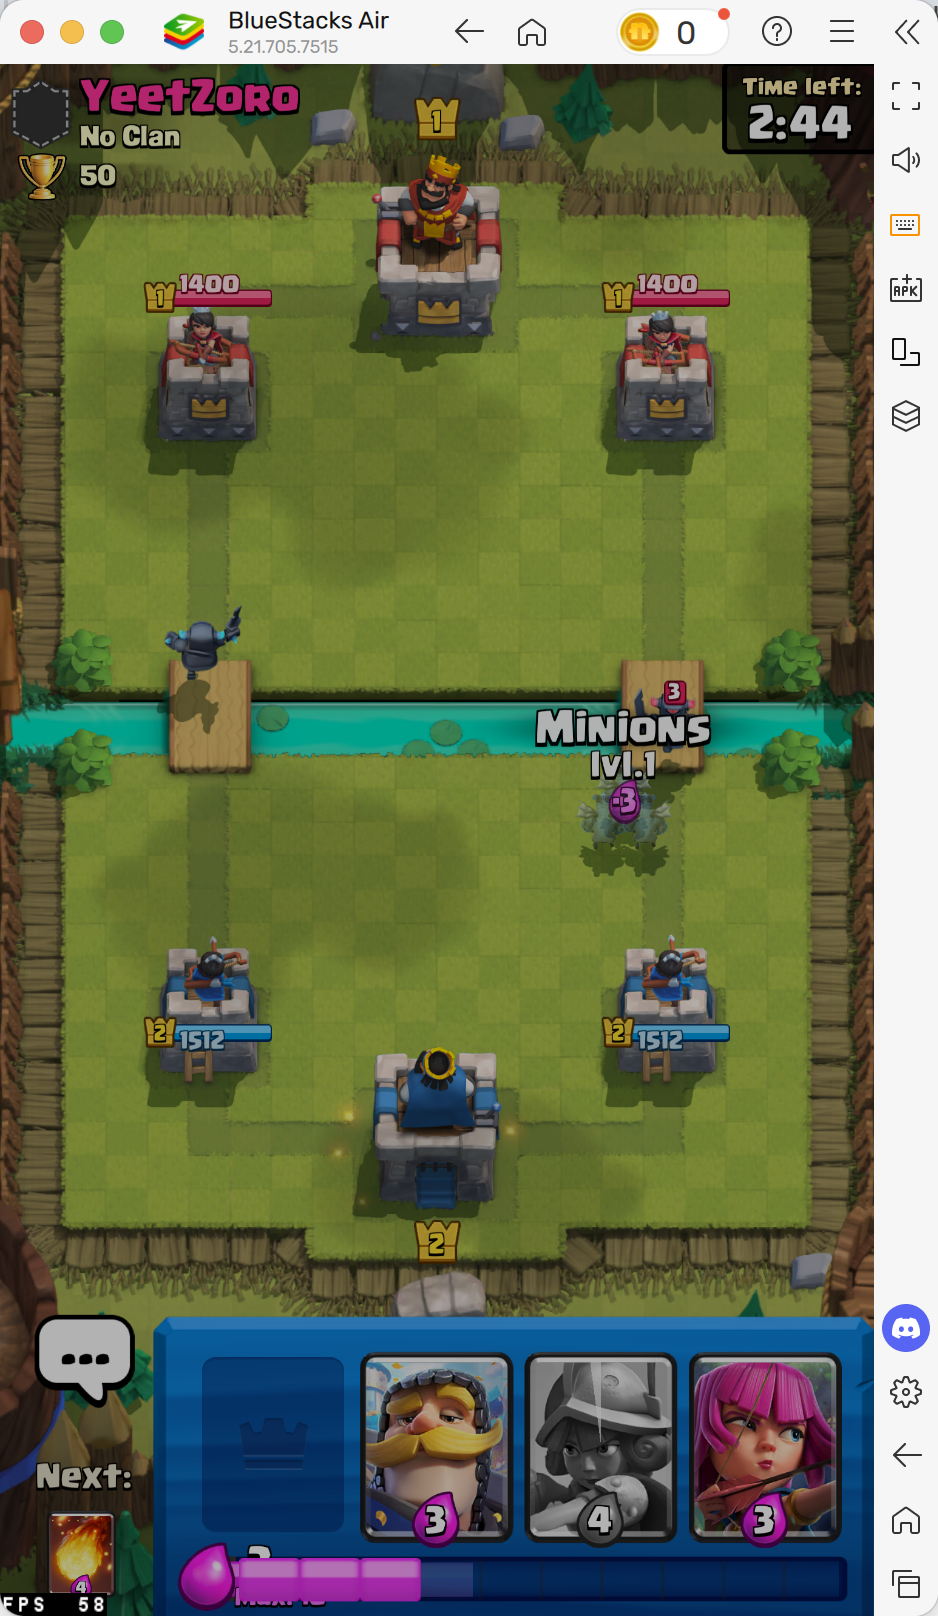 BlueStacks Air
5.21.705.7515
0
YeetZoro
No Clan
50
Time left:
2:44
1
1400
1
1400
1
APK
3
Minions
lvl.1
-3
2
1512
2
1512
2
Next:
4
3
4
3
FPS 58